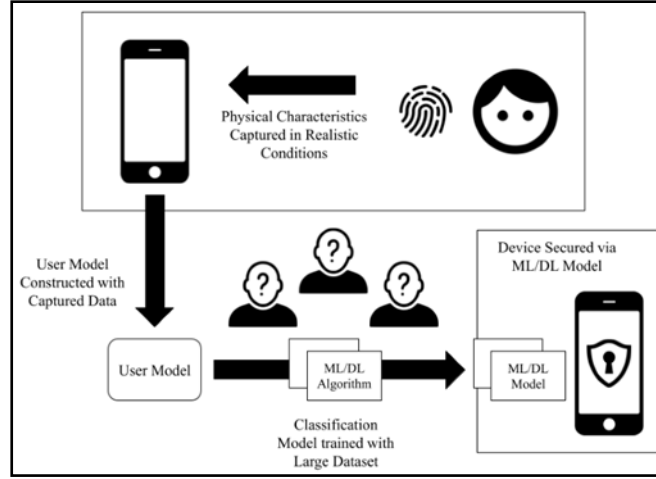 Physical Characteristics
Captured in Realistic
Conditions
User Model
Constructed with
Captured Data
?
?
?
Device Secured via
ML/DL Model
User Model
ML/DL
Algorithm
ML/DL
Model
Classification
Model trained with
Large Dataset